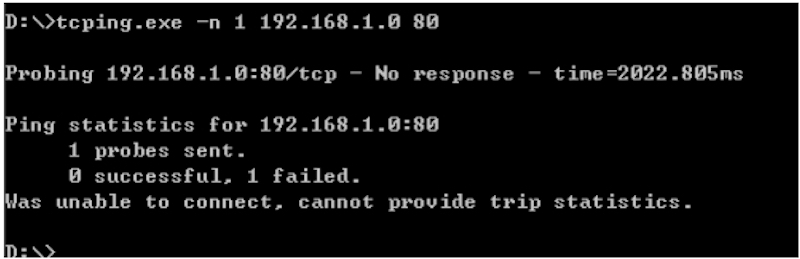 D:\>tcping.exe -n 1 192.168.1.0 80
Probing 192.168.1.0:80/tcp - No response - time=2022.805ms
Ping statistics for 192.168.1.0:80
     1 probes sent.
     0 successful, 1 failed.
Was unable to connect, cannot provide trip statistics.
D:\>